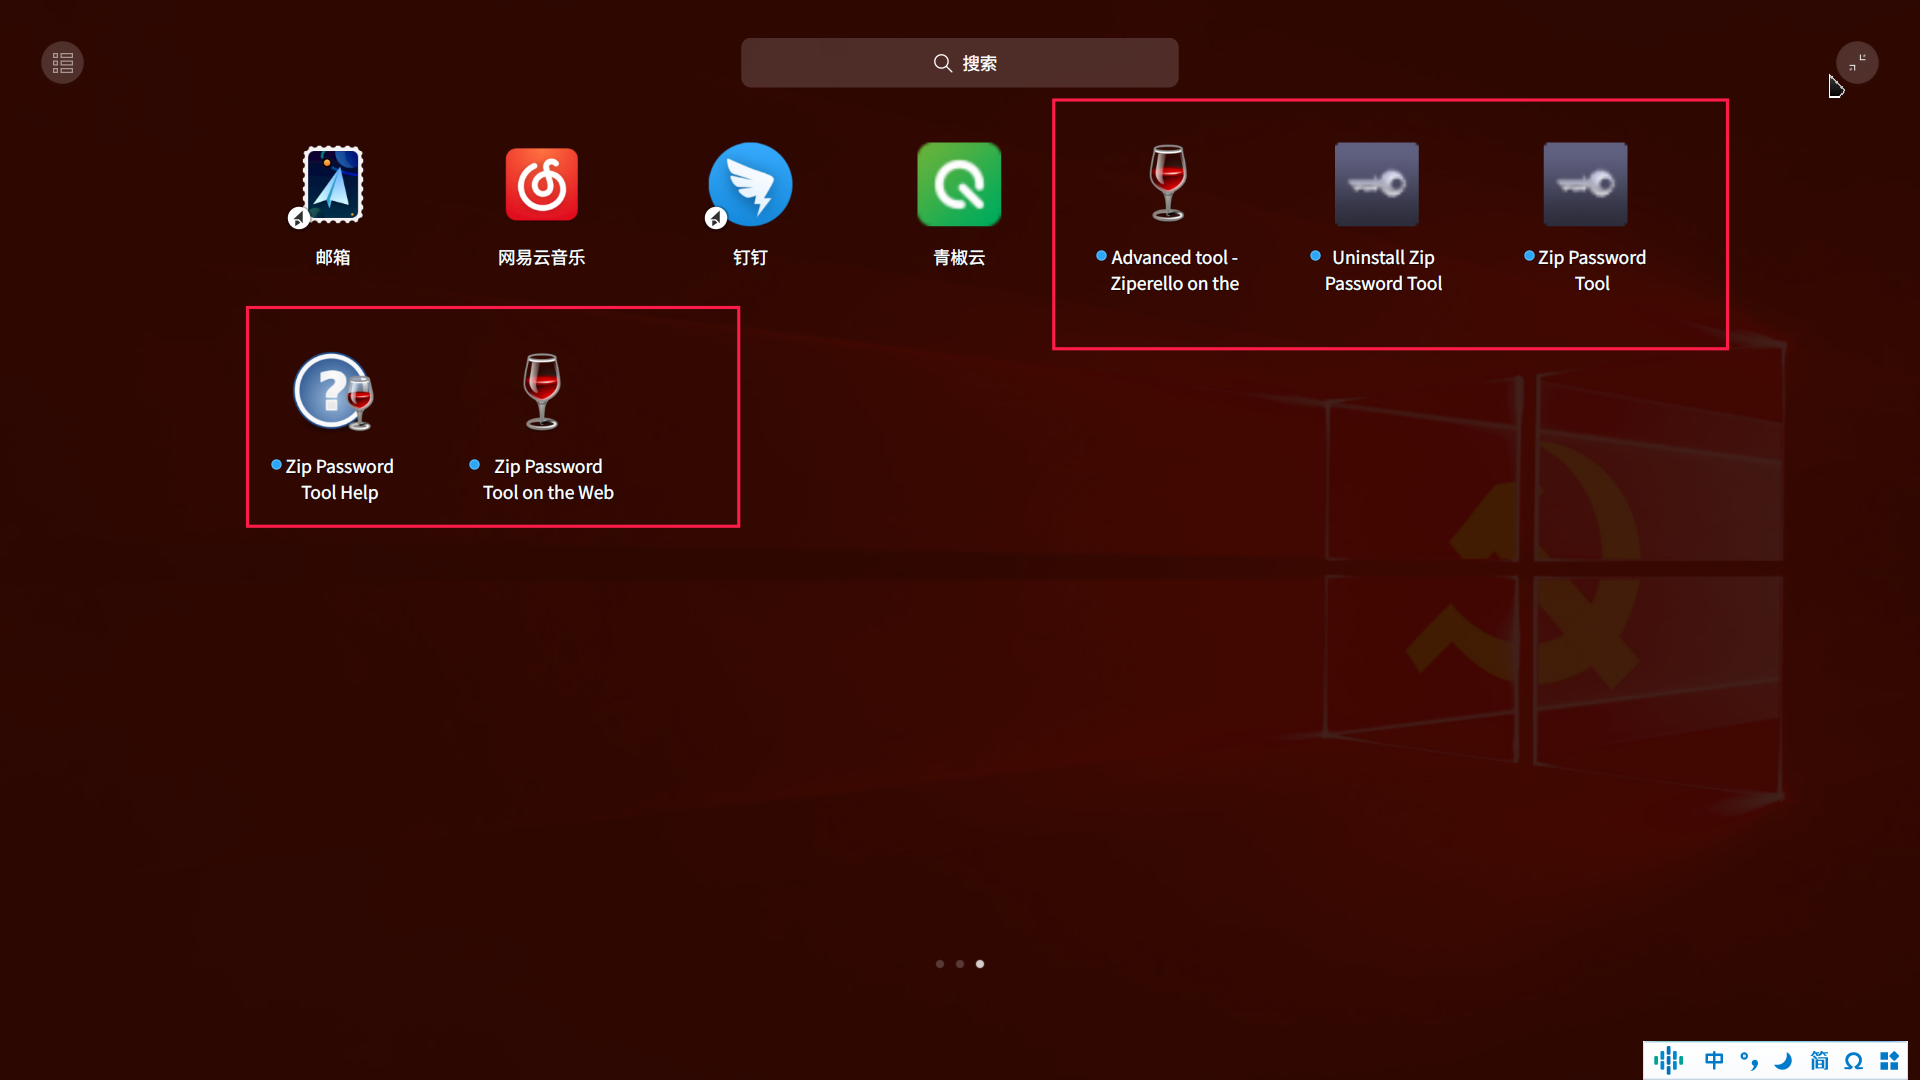 搜索
邮箱
网易云音乐
钉钉
青椒云
Advanced tool -
Ziperello on the
Uninstall Zip
Password Tool
Zip Password
Tool
Zip Password
Tool Help
Zip Password
Tool on the Web
中 °, 简 Ω